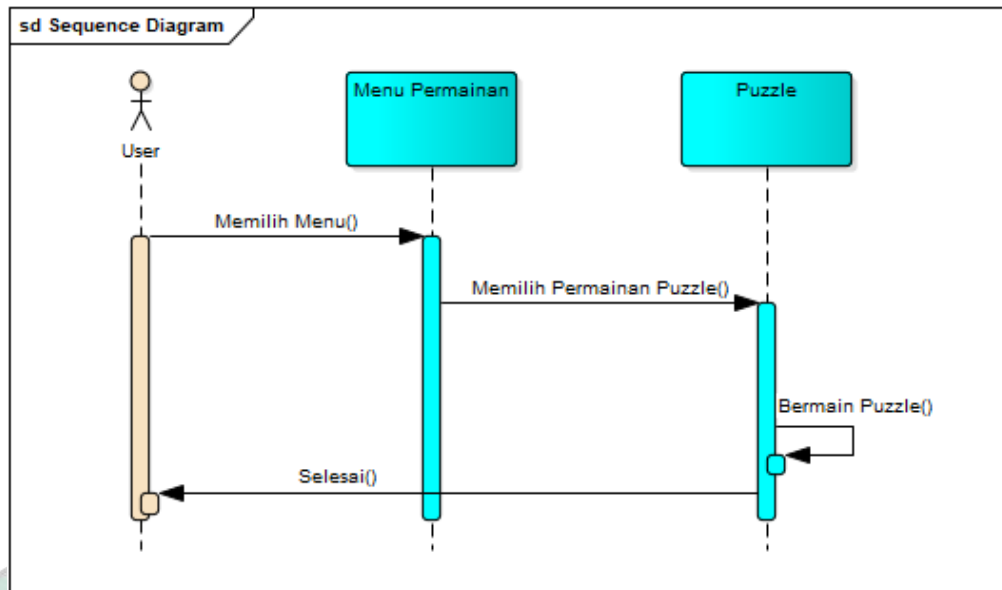 sd Sequence Diagram
Menu Permainan
Puzzle
User
Memilih Menu()
Memilih Permainan Puzzle()
Bermain Puzzle()
Selesai()